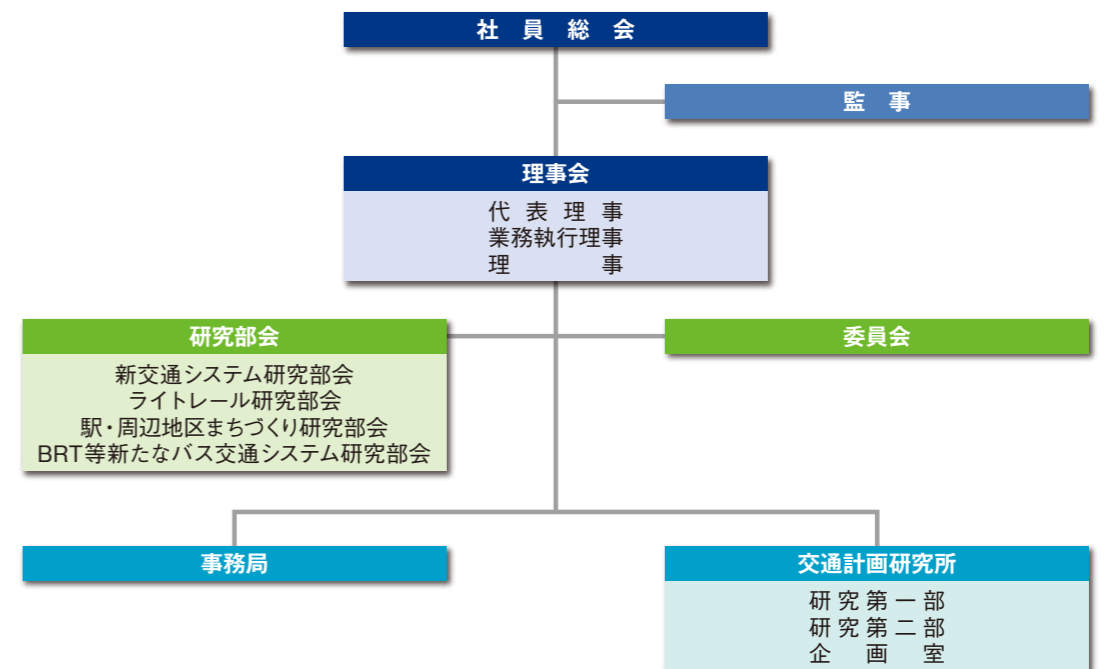 社員総会
監事
理事会
代表理事
業務執行理事
理事
研究部会
新交通システム研究部会
ライトレール研究部会
駅・周辺地区まちづくり研究部会
BRT等新たなバス交通システム研究部会
委員会
事務局
交通計画研究所
研究第一部
研究第二部
企画室